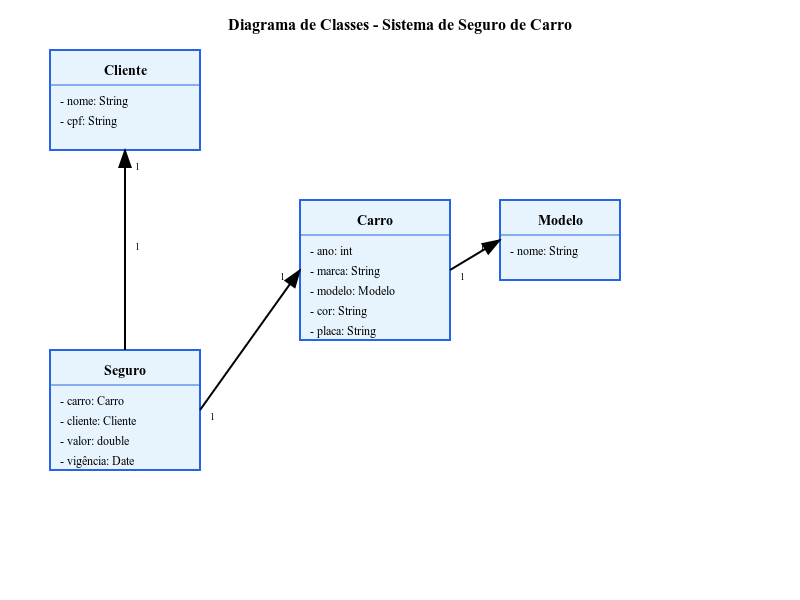 Diagrama de Classes - Sistema de Seguro de Carro
Cliente
- nome: String
- cpf: String
1
1
Carro
- ano: int
- marca: String
- modelo: Modelo
- cor: String
- placa: String
1
1
Modelo
- nome: String
1
Seguro
- carro: Carro
- cliente: Cliente
- valor: double
- vigência: Date
1